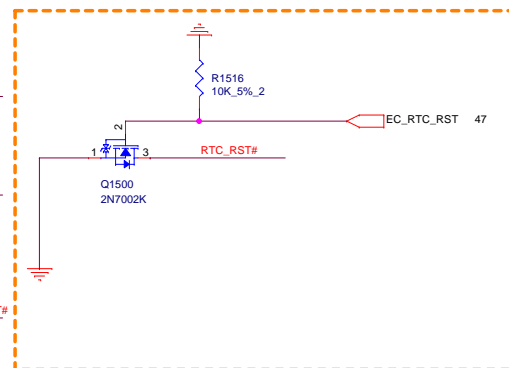 R1516
10K_5%_2
EC_RTC_RST 47
2
1
3
RTC_RST#
Q1500
2N7002K
#